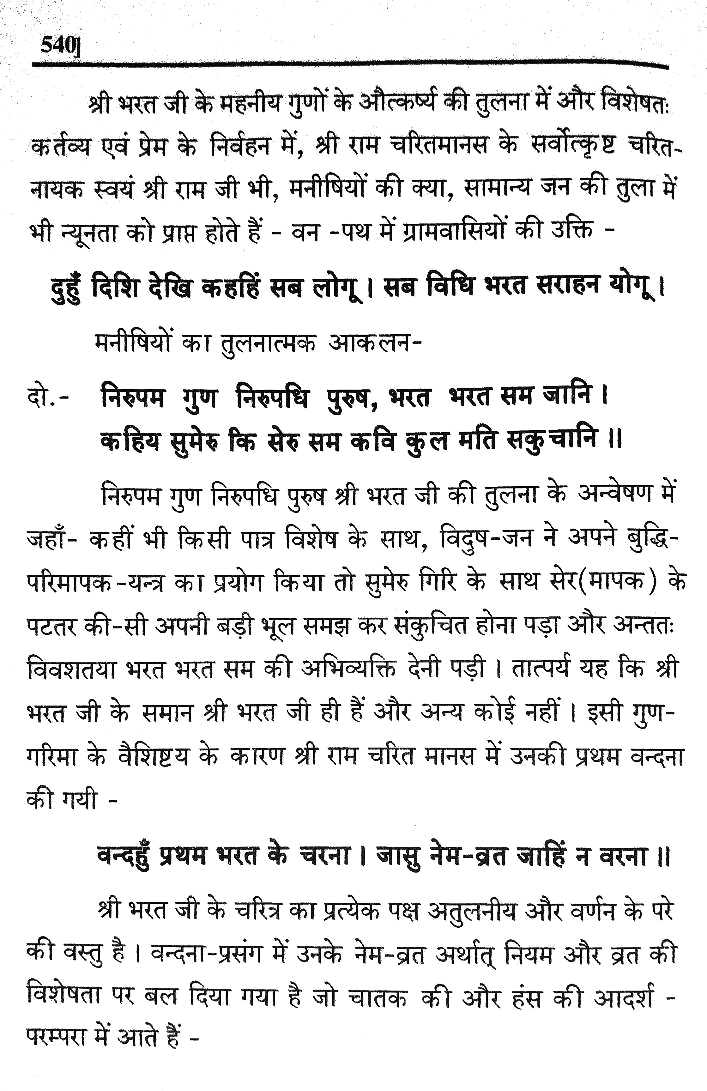 540]
श्री भरत जी के महनीय गुणों के औत्कर्ष्य की तुलना में और विशेषतः
कर्तव्य एवं प्रेम के निर्वहन में, श्री राम चरितमानस के सर्वोत्कृष्ट चरित-
नायक स्वयं श्री राम जी भी, मनीषियों की क्या, सामान्य जन की तुला में
भी न्यूनता को प्राप्त होते हैं - वन -पथ में ग्रामवासियों की उक्ति -
दुहुँ दिशि देखि कहहिं सब लोगू। सब विधि भरत सराहन योगू।
मनीषियों का तुलनात्मक आकलन-
दो.- निरुपम गुण निरुपधि पुरुष, भरत भरत सम जानि।
कहिय सुमेरु कि सेरु सम कवि कुल मति सकुचानि॥
निरुपम गुण निरुपधि पुरुष श्री भरत जी की तुलना के अन्वेषण में
जहाँ- कहीं भी किसी पात्र विशेष के साथ, विदुष-जन ने अपने बुद्धि-
परिमापक-यन्त्र का प्रयोग किया तो सुमेरु गिरि के साथ सेर(मापक) के
पटतर की-सी अपनी बड़ी भूल समझ कर संकुचित होना पड़ा और अन्ततः
विवशतया भरत भरत सम की अभिव्यक्ति देनी पड़ी। तात्पर्य यह कि श्री
भरत जी के समान श्री भरत जी ही हैं और अन्य कोई नहीं। इसी गुण-
गरिमा के वैशिष्टय के कारण श्री राम चरित मानस में उनकी प्रथम वन्दना
की गयी -
वन्दहुँ प्रथम भरत के चरना। जासु नेम-व्रत जाहिं न वरना॥
श्री भरत जी के चरित्र का प्रत्येक पक्ष अतुलनीय और वर्णन के परे
की वस्तु है। वन्दना-प्रसंग में उनके नेम-व्रत अर्थात् नियम और व्रत की
विशेषता पर बल दिया गया है जो चातक की और हंस की आदर्श -
परम्परा में आते हैं -